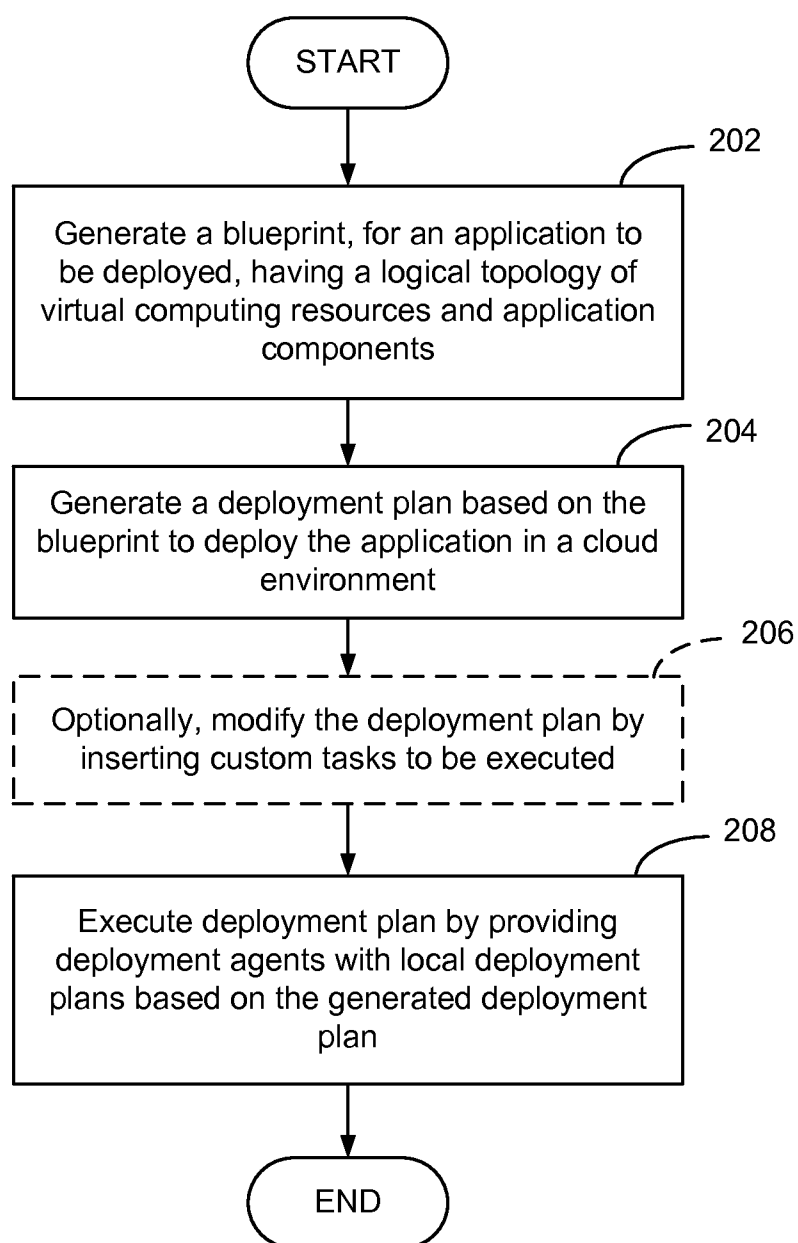 START
202
Generate a blueprint, for an application to
be deployed, having a logical topology of
virtual computing resources and application
components
204
Generate a deployment plan based on the
blueprint to deploy the application in a cloud
environment
206
Optionally, modify the deployment plan by
inserting custom tasks to be executed
208
Execute deployment plan by providing
deployment agents with local deployment
plans based on the generated deployment
plan
END